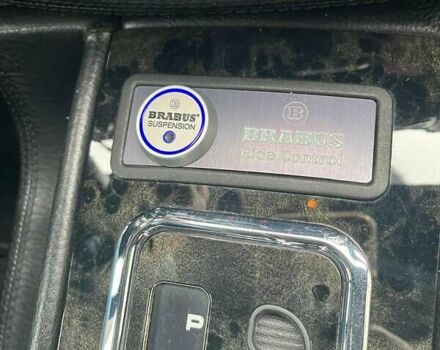 B
BRABUS®
SUSPENSION
B
BRABUS
ride control
P